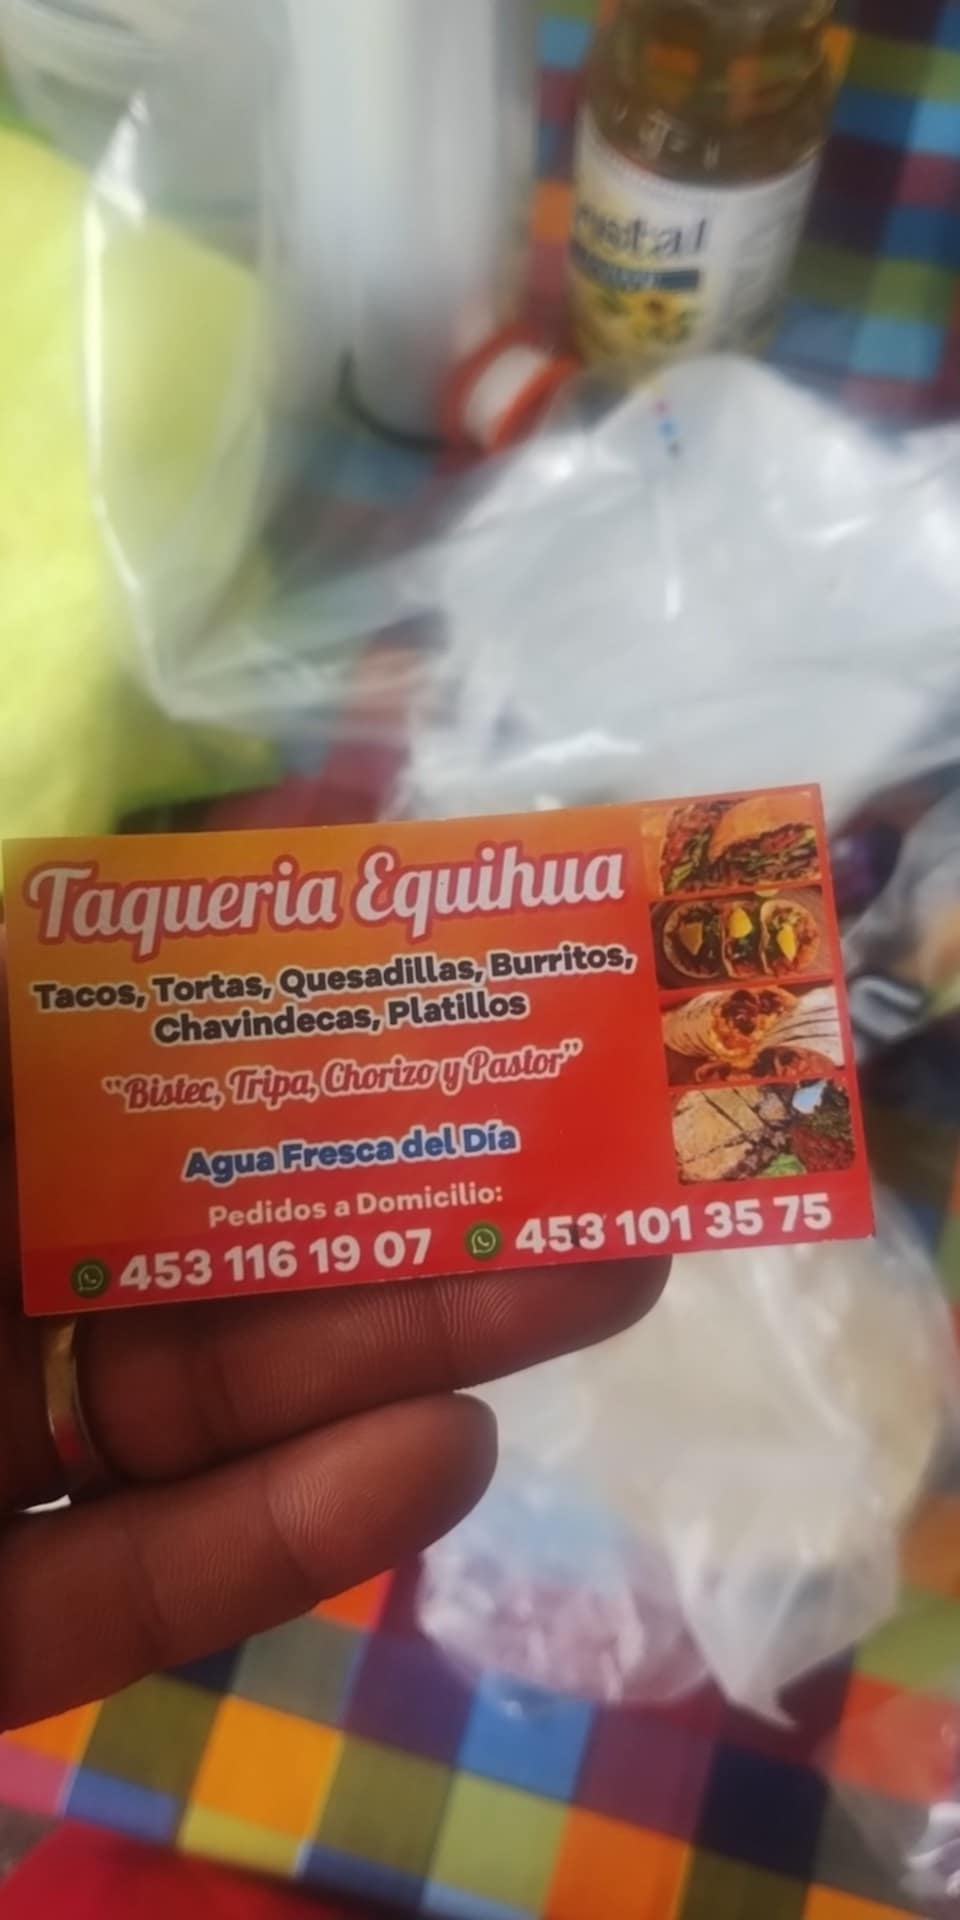 Taqueria Equihua
Tacos, Tortas, Quesadillas, Burritos,
Chavindecas, Platillos
"Bistec, Tripa, Chorizo y Pastor"
Agua Fresca del Día
Pedidos a Domicilio:
453 116 19 07 453 101 35 75